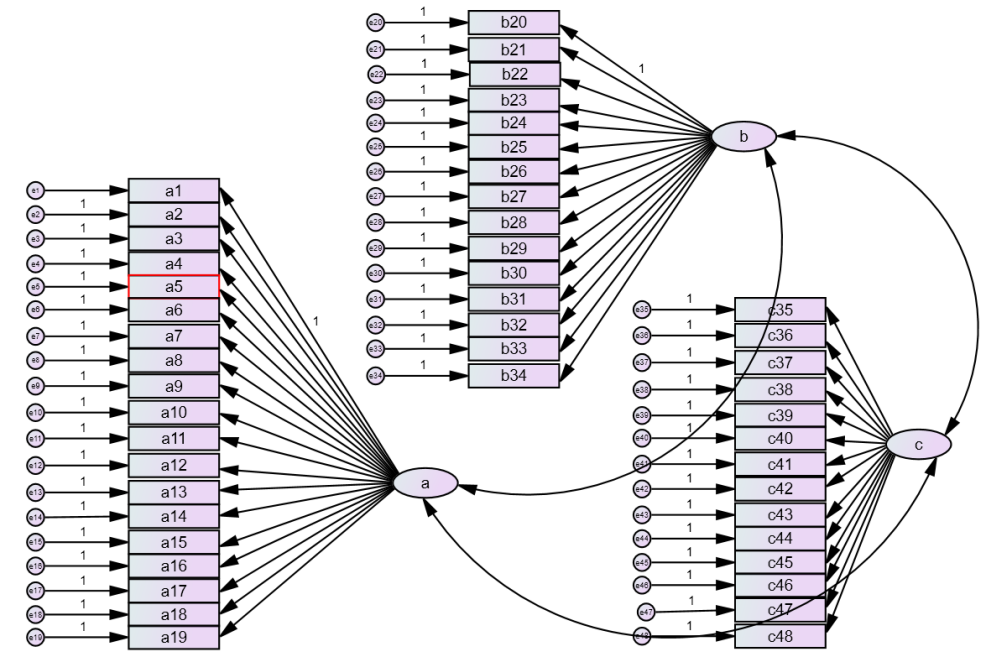 e20 1 b20
e21 1 b21
e22 1 b22
e23 1 b23
e24 1 b24
e25 1 b25
e26 1 b26
e27 1 b27
e28 1 b28
e29 1 b29
e30 1 b30
e31 1 b31
e32 1 b32
e33 1 b33
e34 1 b34
1
b
e1 a1
e2 1 a2
e3 1 a3
e4 1 a4
e5 1 a5
e6 1 a6
e7 1 a7
e8 1 a8
e9 1 a9
e10 1 a10
e11 1 a11
e12 1 a12
e13 1 a13
e14 1 a14
e15 1 a15
e16 1 a16
e17 1 a17
e18 1 a18
e19 1 a19
1
a
e35 1 c35
e36 1 c36
e37 1 c37
e38 1 c38
e39 1 c39
e40 1 c40
e41 1 c41
e42 1 c42
e43 1 c43
e44 1 c44
e45 1 c45
e46 1 c46
e47 1 c47
e48 1 c48
c